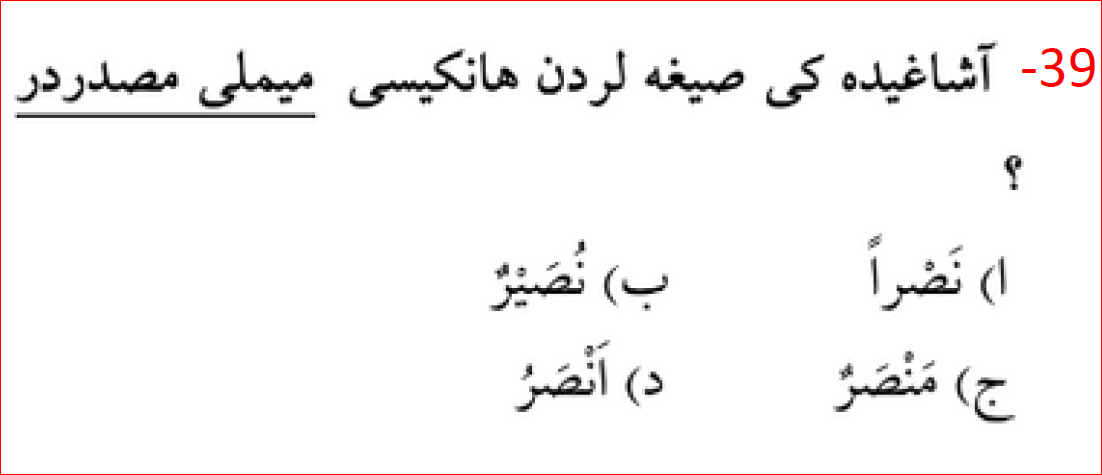 39- آشاغیده کی صیغه لردن هانکیسی میملی مصدردر
؟
ا) نَصْراً ب) نُصَيْرٌ
ج) مَنْصَرٌ د) اَنْصَرُ